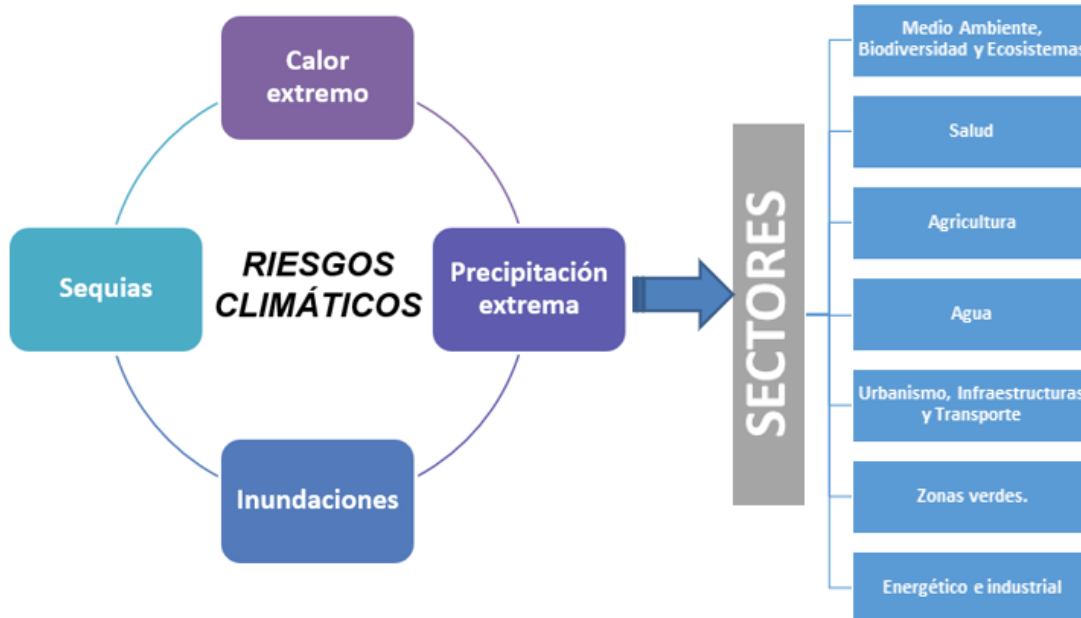 Calor
extremo
Sequias
RIESGOS
CLIMÁTICOS
Precipitación
extrema
Inundaciones
SECTORES
Medio Ambiente,
Biodiversidad y Ecosistemas
Salud
Agricultura
Agua
Urbanismo, Infraestructuras
y Transporte
Zonas verdes.
Energético e industrial